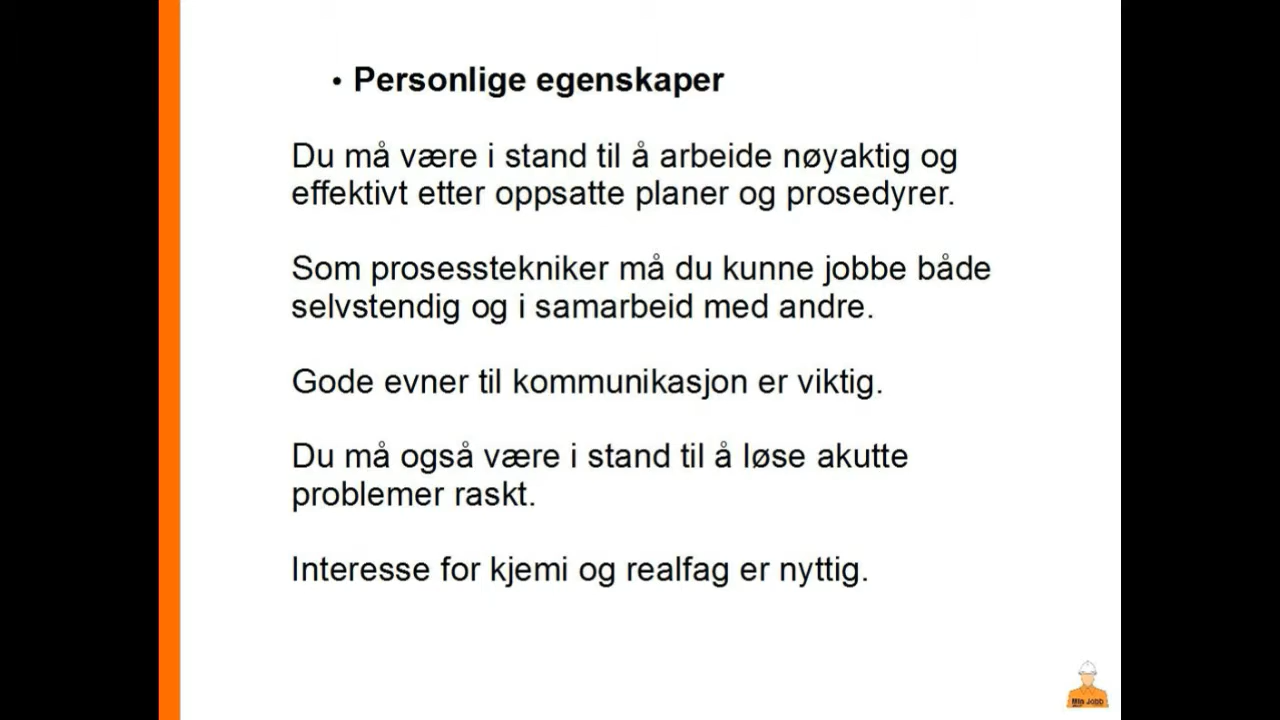 • Personlige egenskaper
Du må være i stand til å arbeide nøyaktig og
effektivt etter oppsatte planer og prosedyrer.
Som prosesstekniker må du kunne jobbe både
selvstendig og i samarbeid med andre.
Gode evner til kommunikasjon er viktig.
Du må også være i stand til å løse akutte
problemer raskt.
Interesse for kjemi og realfag er nyttig.
Min Jobb